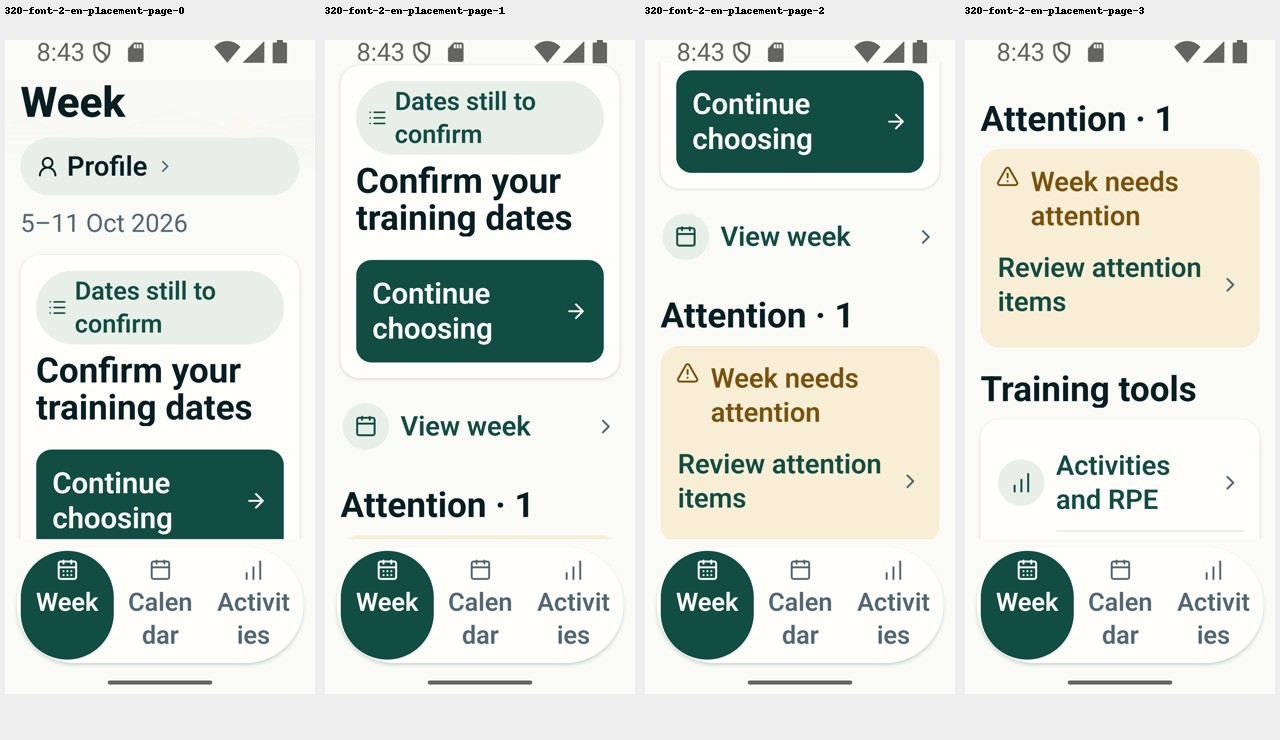 320-font-2-en-placement-page-0
8:43
Week
Profile
5–11 Oct 2026
Dates still to
confirm
Confirm your
training dates
Continue
choosing
Week
Calen
dar
Activit
ies
320-font-2-en-placement-page-1
8:43
Dates still to
confirm
Confirm your
training dates
Continue
choosing
View week
Attention · 1
Week
Calen
dar
Activit
ies
320-font-2-en-placement-page-2
8:43
Continue
choosing
View week
Attention · 1
Week needs
attention
Review attention
items
Week
Calen
dar
Activit
ies
320-font-2-en-placement-page-3
8:43
Attention · 1
Week needs
attention
Review attention
items
Training tools
Activities
and RPE
Week
Calen
dar
Activit
ies